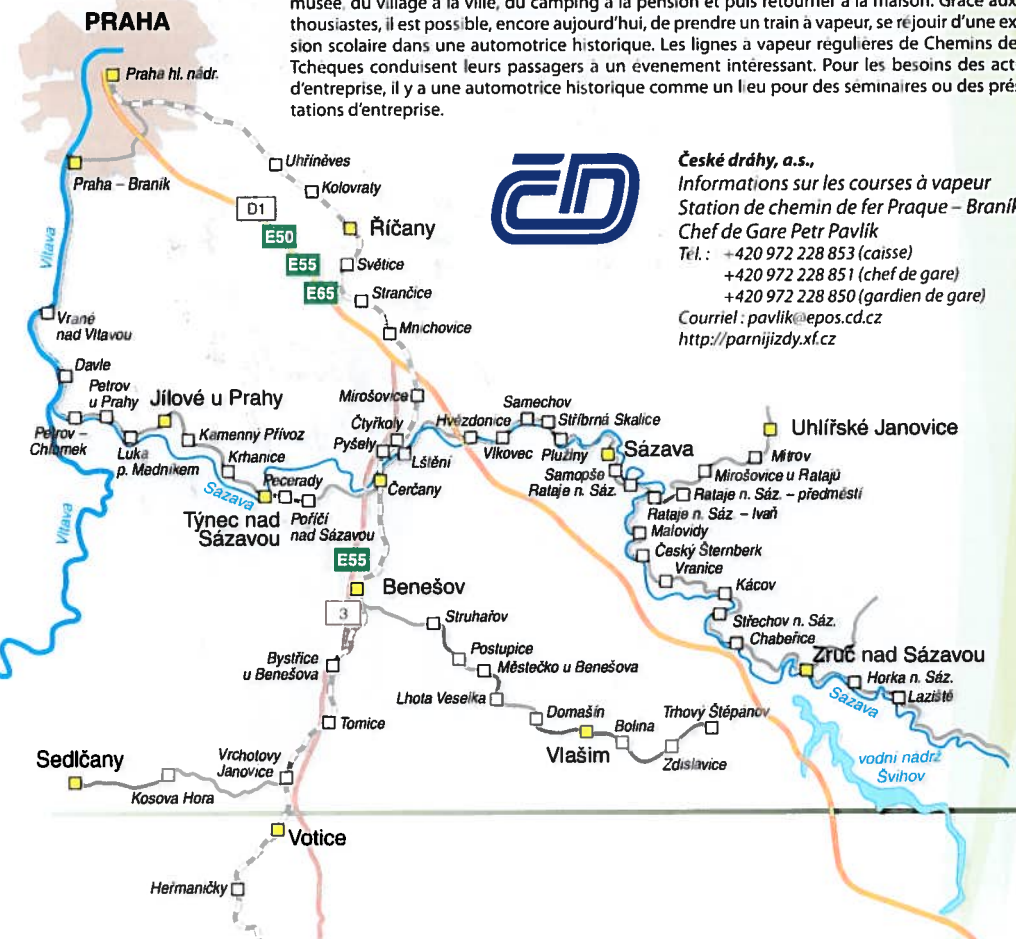 musée, du village à la ville, du camping à la pension et puis retourner à la maison. Grâce aux
thousiastes, il est possible, encore aujourd'hui, de prendre un train à vapeur, se réjouir d'une ex
sion scolaire dans une automotrice historique. Les lignes à vapeur régulières de Chemins de
Tchèques conduisent leurs passagers à un évenement intéressant. Pour les besoins des act
d'entreprise, il y a une automotrice historique comme un lieu pour des séminaires ou des prés
tations d'entreprise.
PRAHA
Praha hl. nádr.
Praha – Braník
Uhříněves
Kolovraty
D1
Říčany
E50
E55
E65
Světice
Strančice
Mnichovice
ČD
České dráhy, a.s.,
Informations sur les courses à vapeur
Station de chemin de fer Praque – Braník
Chef de Gare Petr Pavlík
Tél. : +420 972 228 853 (caisse)
+420 972 228 851 (chef de gare)
+420 972 228 850 (gardien de gare)
Courriel : pavlik@epos.cd.cz
http://parnijizdy.xf.cz
Vltava
Vrané
nad Vltavou
Davle
Petrov
u Prahy
Jílové u Prahy
Petrov –
Chlomek
Luka
p. Medníkem
Kamenný Přívoz
Krhanice
Pecerady
Sázava
Týnec nad
Sázavou
Poříčí
nad Sázavou
Vltava
Mirošovice
Čtyřkoly
Pyšely
Lštění
Čerčany
Hvězdonice
Vlkovec
Samechov
Stříbrná Skalice
Plužiny
Sázava
Samopše
Rataje n. Sáz.
Uhlířské Janovice
Mitrov
Mirošovice u Ratajů
Rataje n. Sáz. – předměstí
Rataje n. Sáz. – Ivaň
Malovidy
Český Šternberk
Vranice
Kácov
Střechov n. Sáz.
Chabeřice
Zruč nad Sázavou
Horka n. Sáz.
Laziště
Sázava
vodní nádrž
Švihov
E55
Benešov
3
Struhařov
Postupice
Městečko u Benešova
Lhota Veselka
Domašín
Vlašim
Bolina
Trhový Štěpánov
Zdislavice
Bystřice
u Benešova
Tomice
Vrchotovy
Janovice
Sedlčany
Kosova Hora
Votice
Heřmaničky